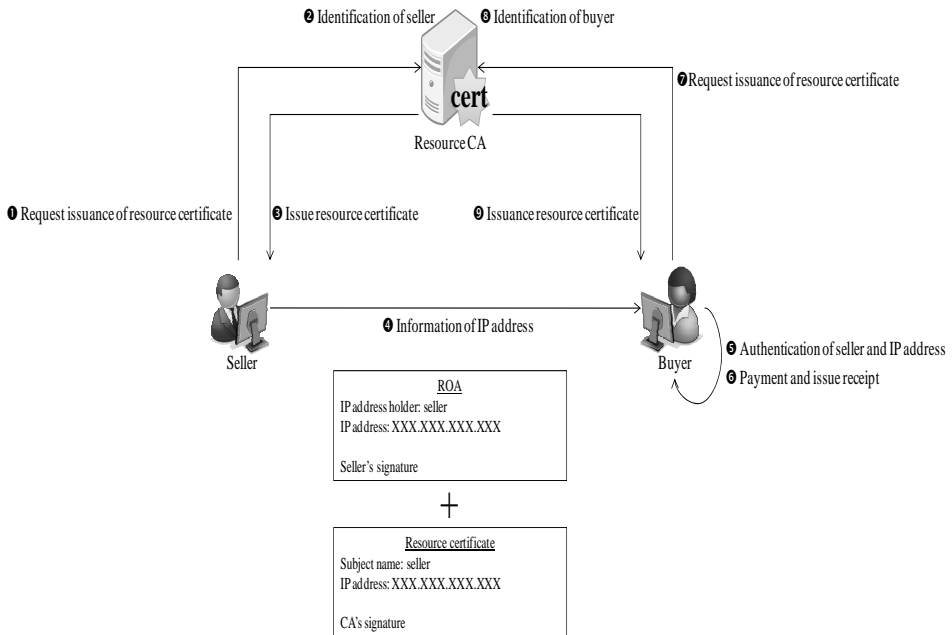 ❷ Identification of seller
❽ Identification of buyer
❼Request issuance of resource certificate
cert
Resource CA
❶ Request issuance of resource certificate
❸ Issue resource certificate
❾ Issuance resource certificate
❹ Information of IP address
Seller
Buyer
❺ Authentication of seller and IP address
❻ Payment and issue receipt
ROA
IP address holder: seller
IP address: XXX.XXX.XXX.XXX
Seller's signature
+
Resource certificate
Subject name: seller
IP address: XXX.XXX.XXX.XXX
CA's signature